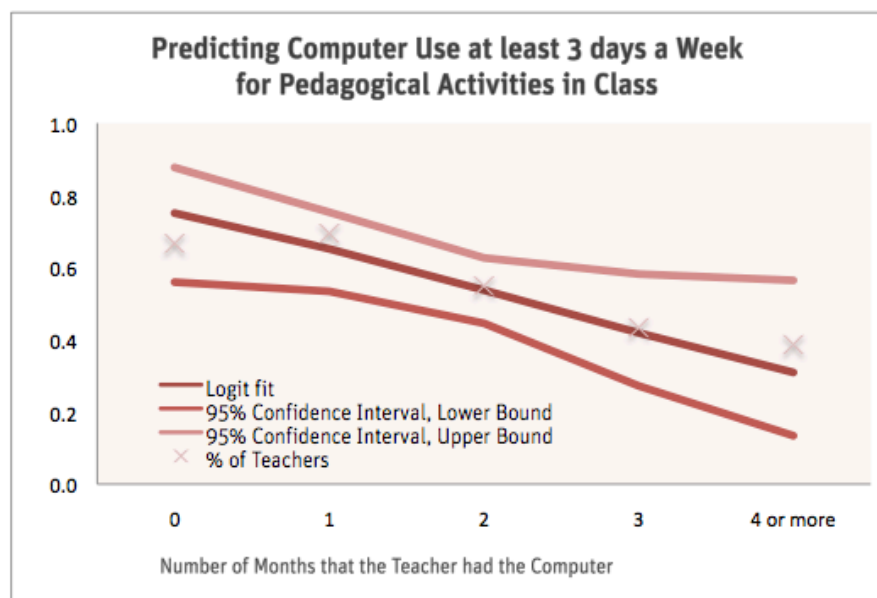 Predicting Computer Use at least 3 days a Week
for Pedagogical Activities in Class
1.0
0.8
0.6
0.4
0.2
0.0
Logit fit
95% Confidence Interval, Lower Bound
95% Confidence Interval, Upper Bound
% of Teachers
0 1 2 3 4 or more
Number of Months that the Teacher had the Computer